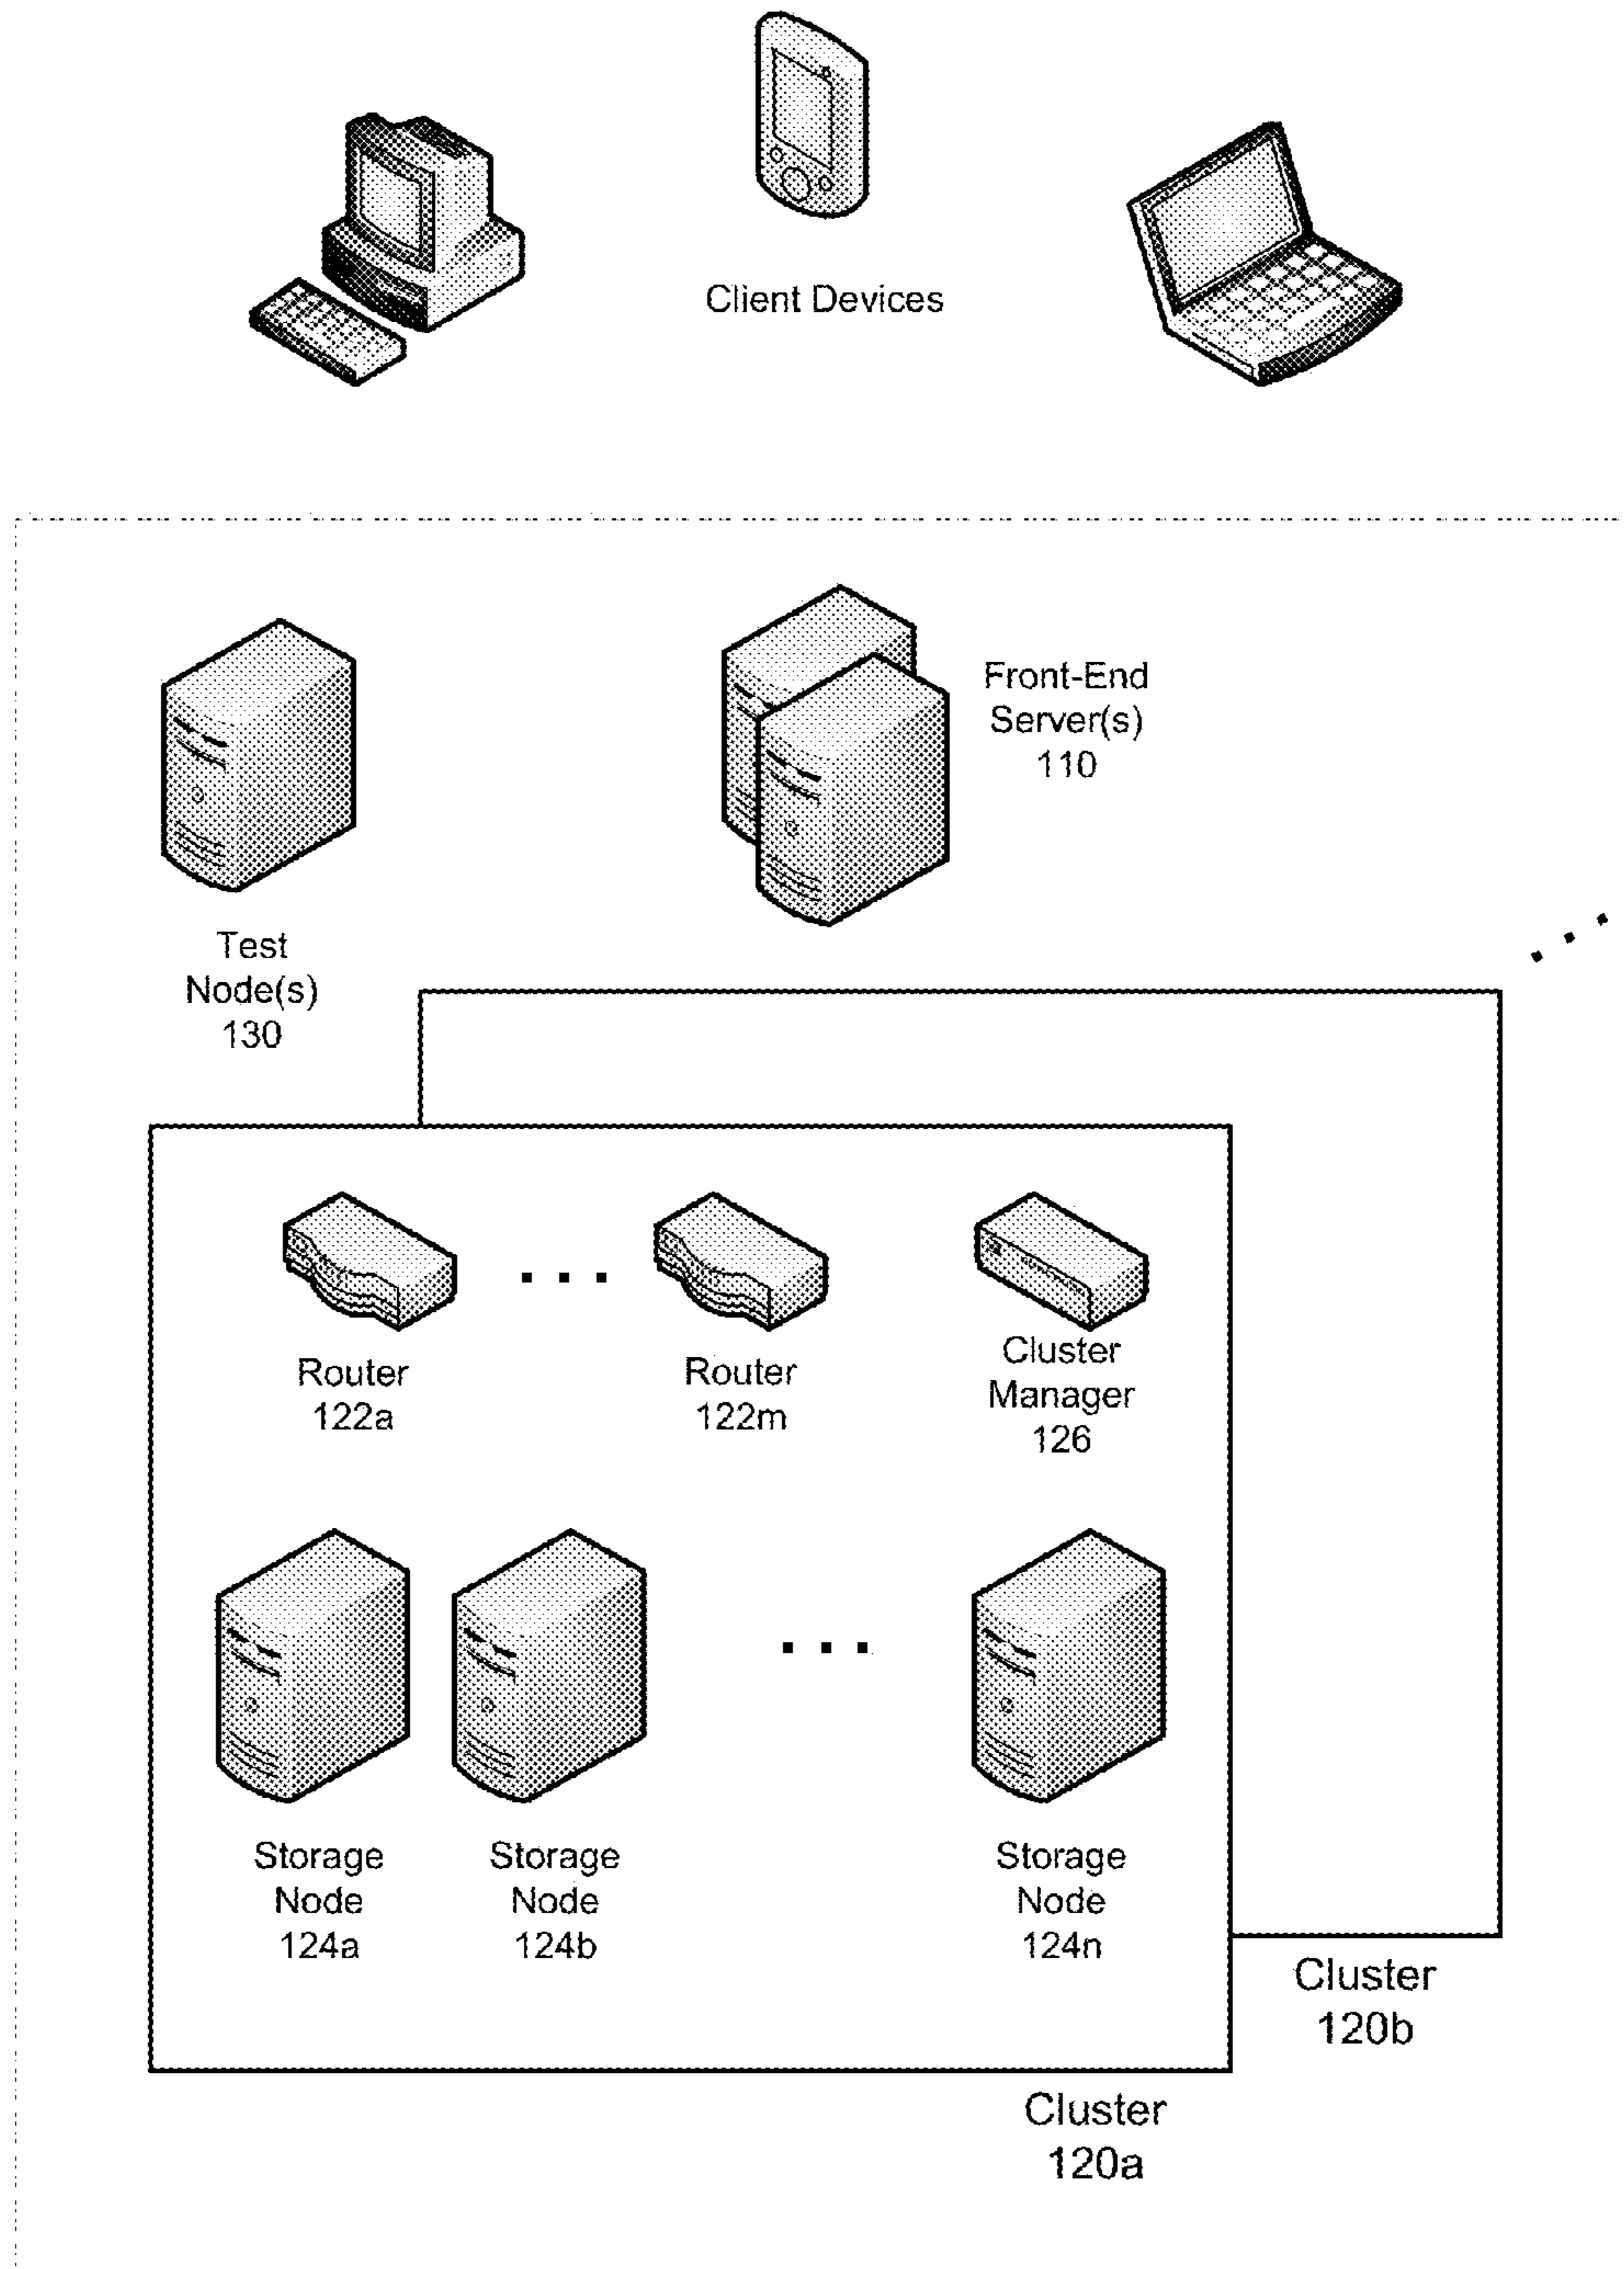 Client Devices
Front-End
Server(s)
110
Test
Node(s)
130
Router
122a
Router
122m
Cluster
Manager
126
Storage
Node
124a
Storage
Node
124b
Storage
Node
124n
Cluster
120b
Cluster
120a